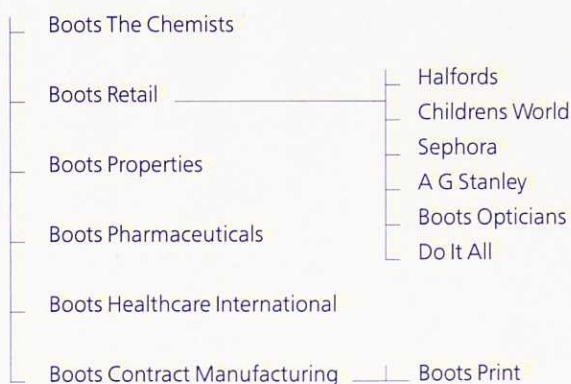 Boots The Chemists
Boots Retail
Halfords
Childrens World
Sephora
A G Stanley
Boots Opticians
Do It All
Boots Properties
Boots Pharmaceuticals
Boots Healthcare International
Boots Contract Manufacturing
Boots Print